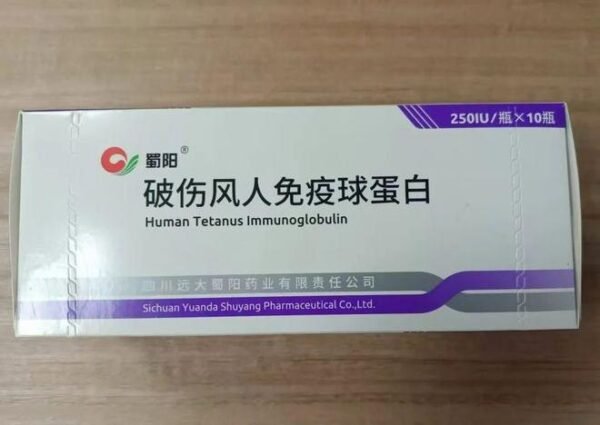 250IU/瓶×10瓶
蜀阳®
破伤风人免疫球蛋白
Human Tetanus Immunoglobulin
四川远大蜀阳药业有限责任公司
Sichuan Yuanda Shuyang Pharmaceutical Co.,Ltd.